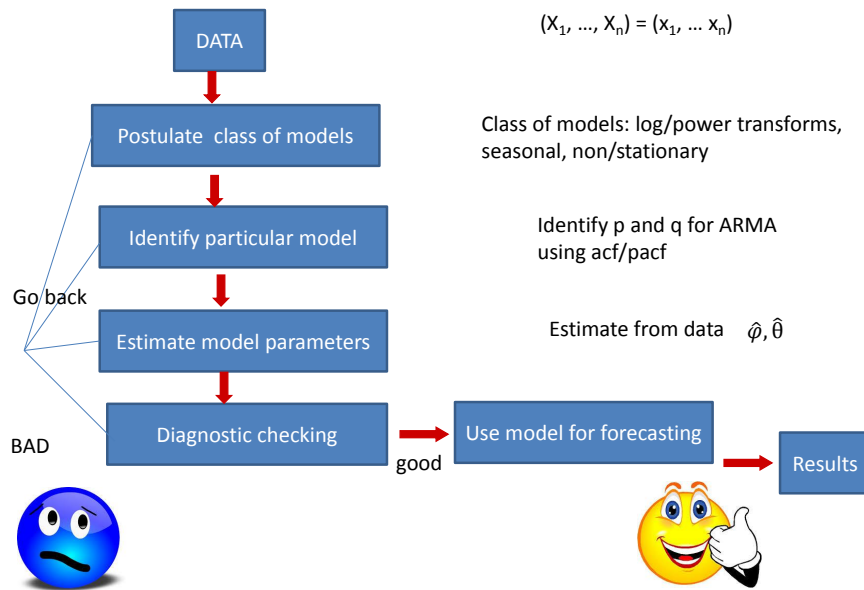 DATA
(X₁, …, Xₙ) = (x₁, … xₙ)
Postulate class of models
Class of models: log/power transforms,
seasonal, non/stationary
Identify particular model
Identify p and q for ARMA
using acf/pacf
Go back
Estimate model parameters
Estimate from data φ̂, θ̂
BAD
Diagnostic checking
good
Use model for forecasting
Results